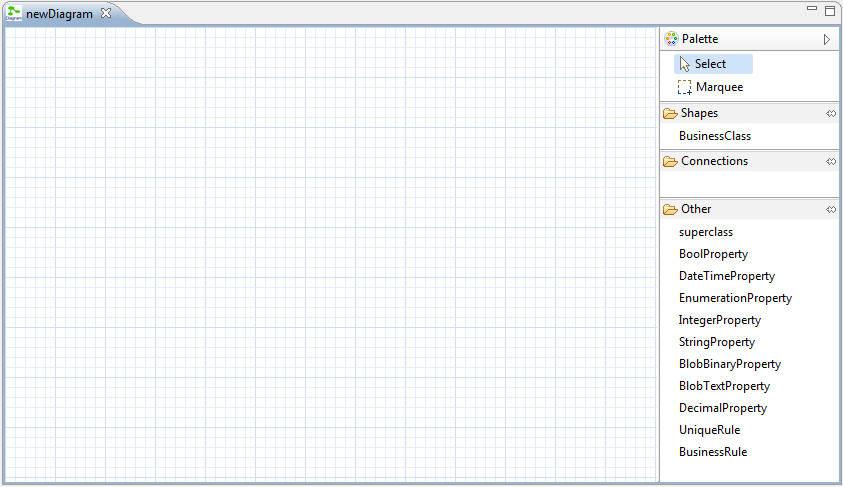 newDiagram
Palette
Select
Marquee
Shapes
BusinessClass
Connections
Other
superclass
BoolProperty
DateTimeProperty
EnumerationProperty
IntegerProperty
StringProperty
BlobBinaryProperty
BlobTextProperty
DecimalProperty
UniqueRule
BusinessRule